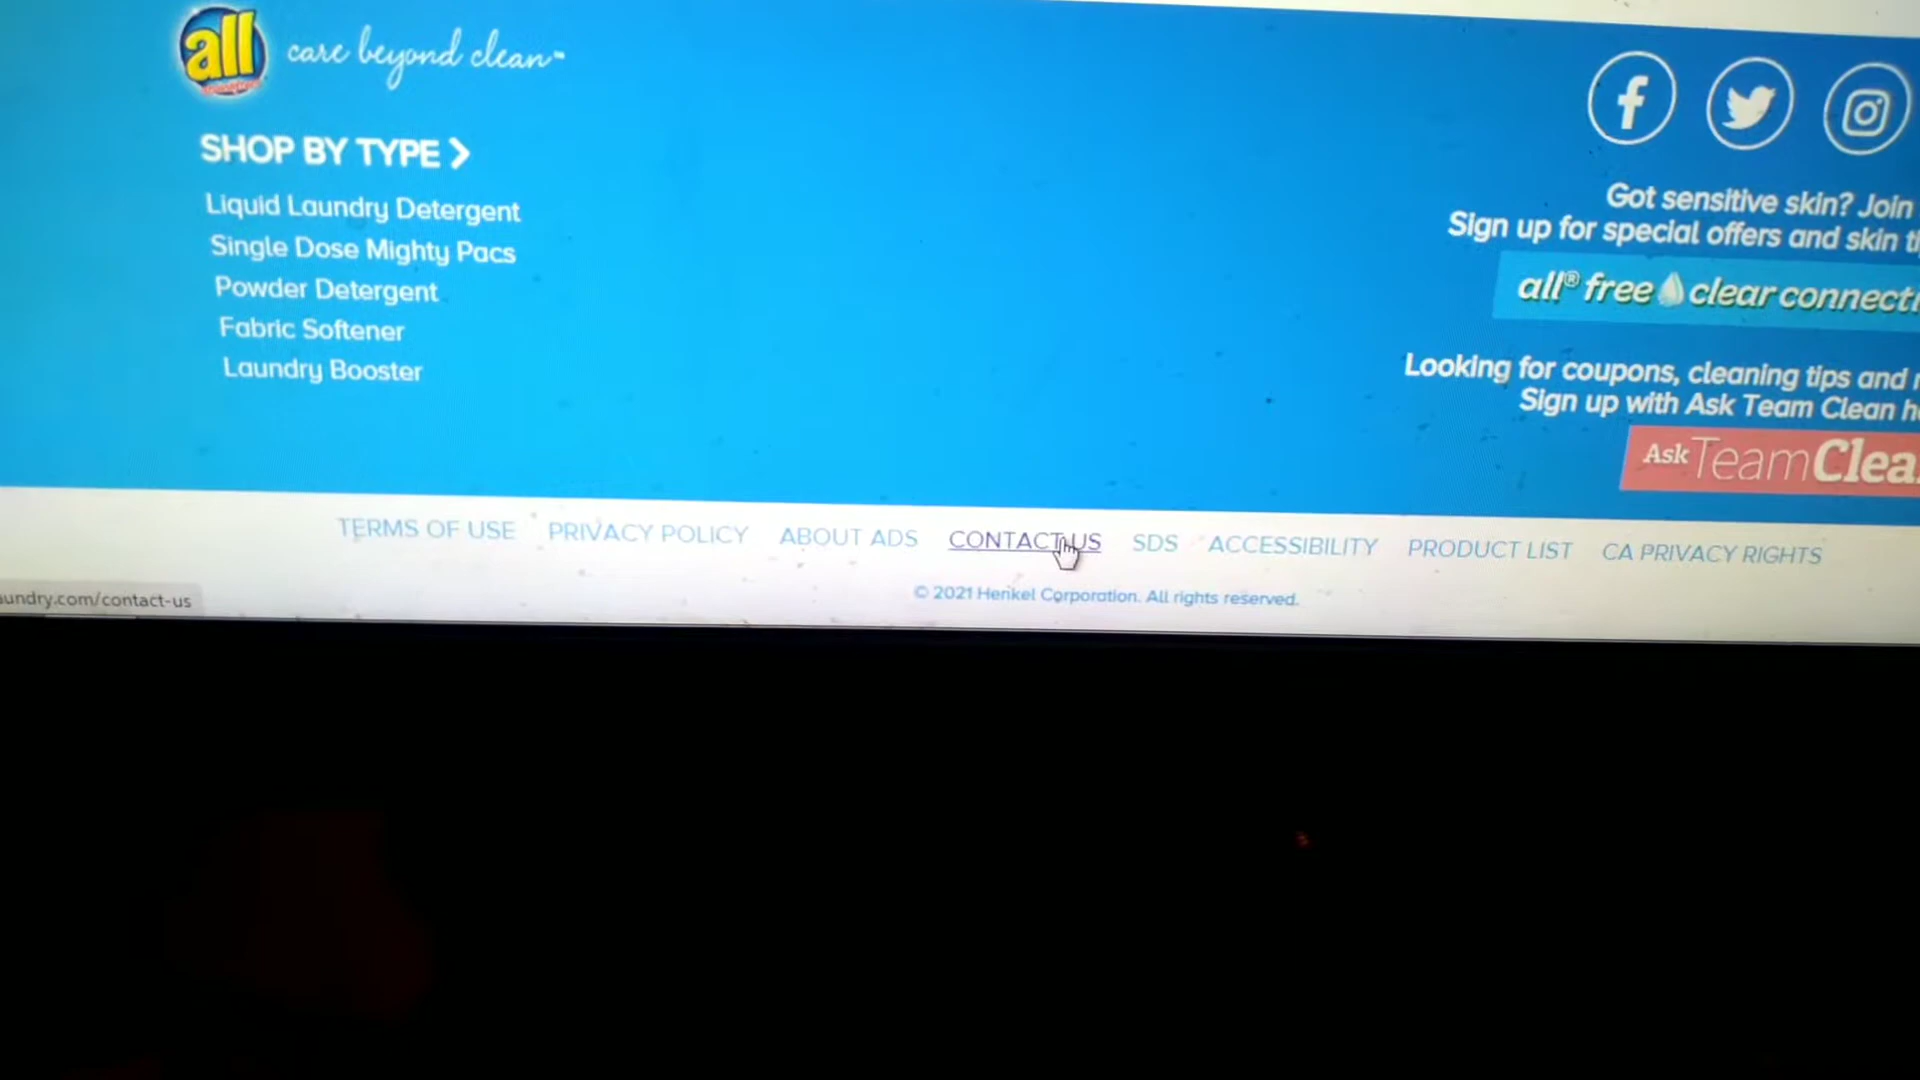 all
care beyond clean™
SHOP BY TYPE
Liquid Laundry Detergent
Single Dose Mighty Pacs
Powder Detergent
Fabric Softener
Laundry Booster
Got sensitive skin? Join
Sign up for special offers and skin
all® free clear
Looking for coupons, cleaning tips and
Sign up with Ask Team Clean
Ask Team
TERMS OF USE PRIVACY POLICY ABOUT ADS CONTACT US SDS ACCESSIBILITY PRODUCT LIST CA PRIVACY RIGHTS
© 2021 Henkel Corporation. All rights reserved.
undry.com/contact-us